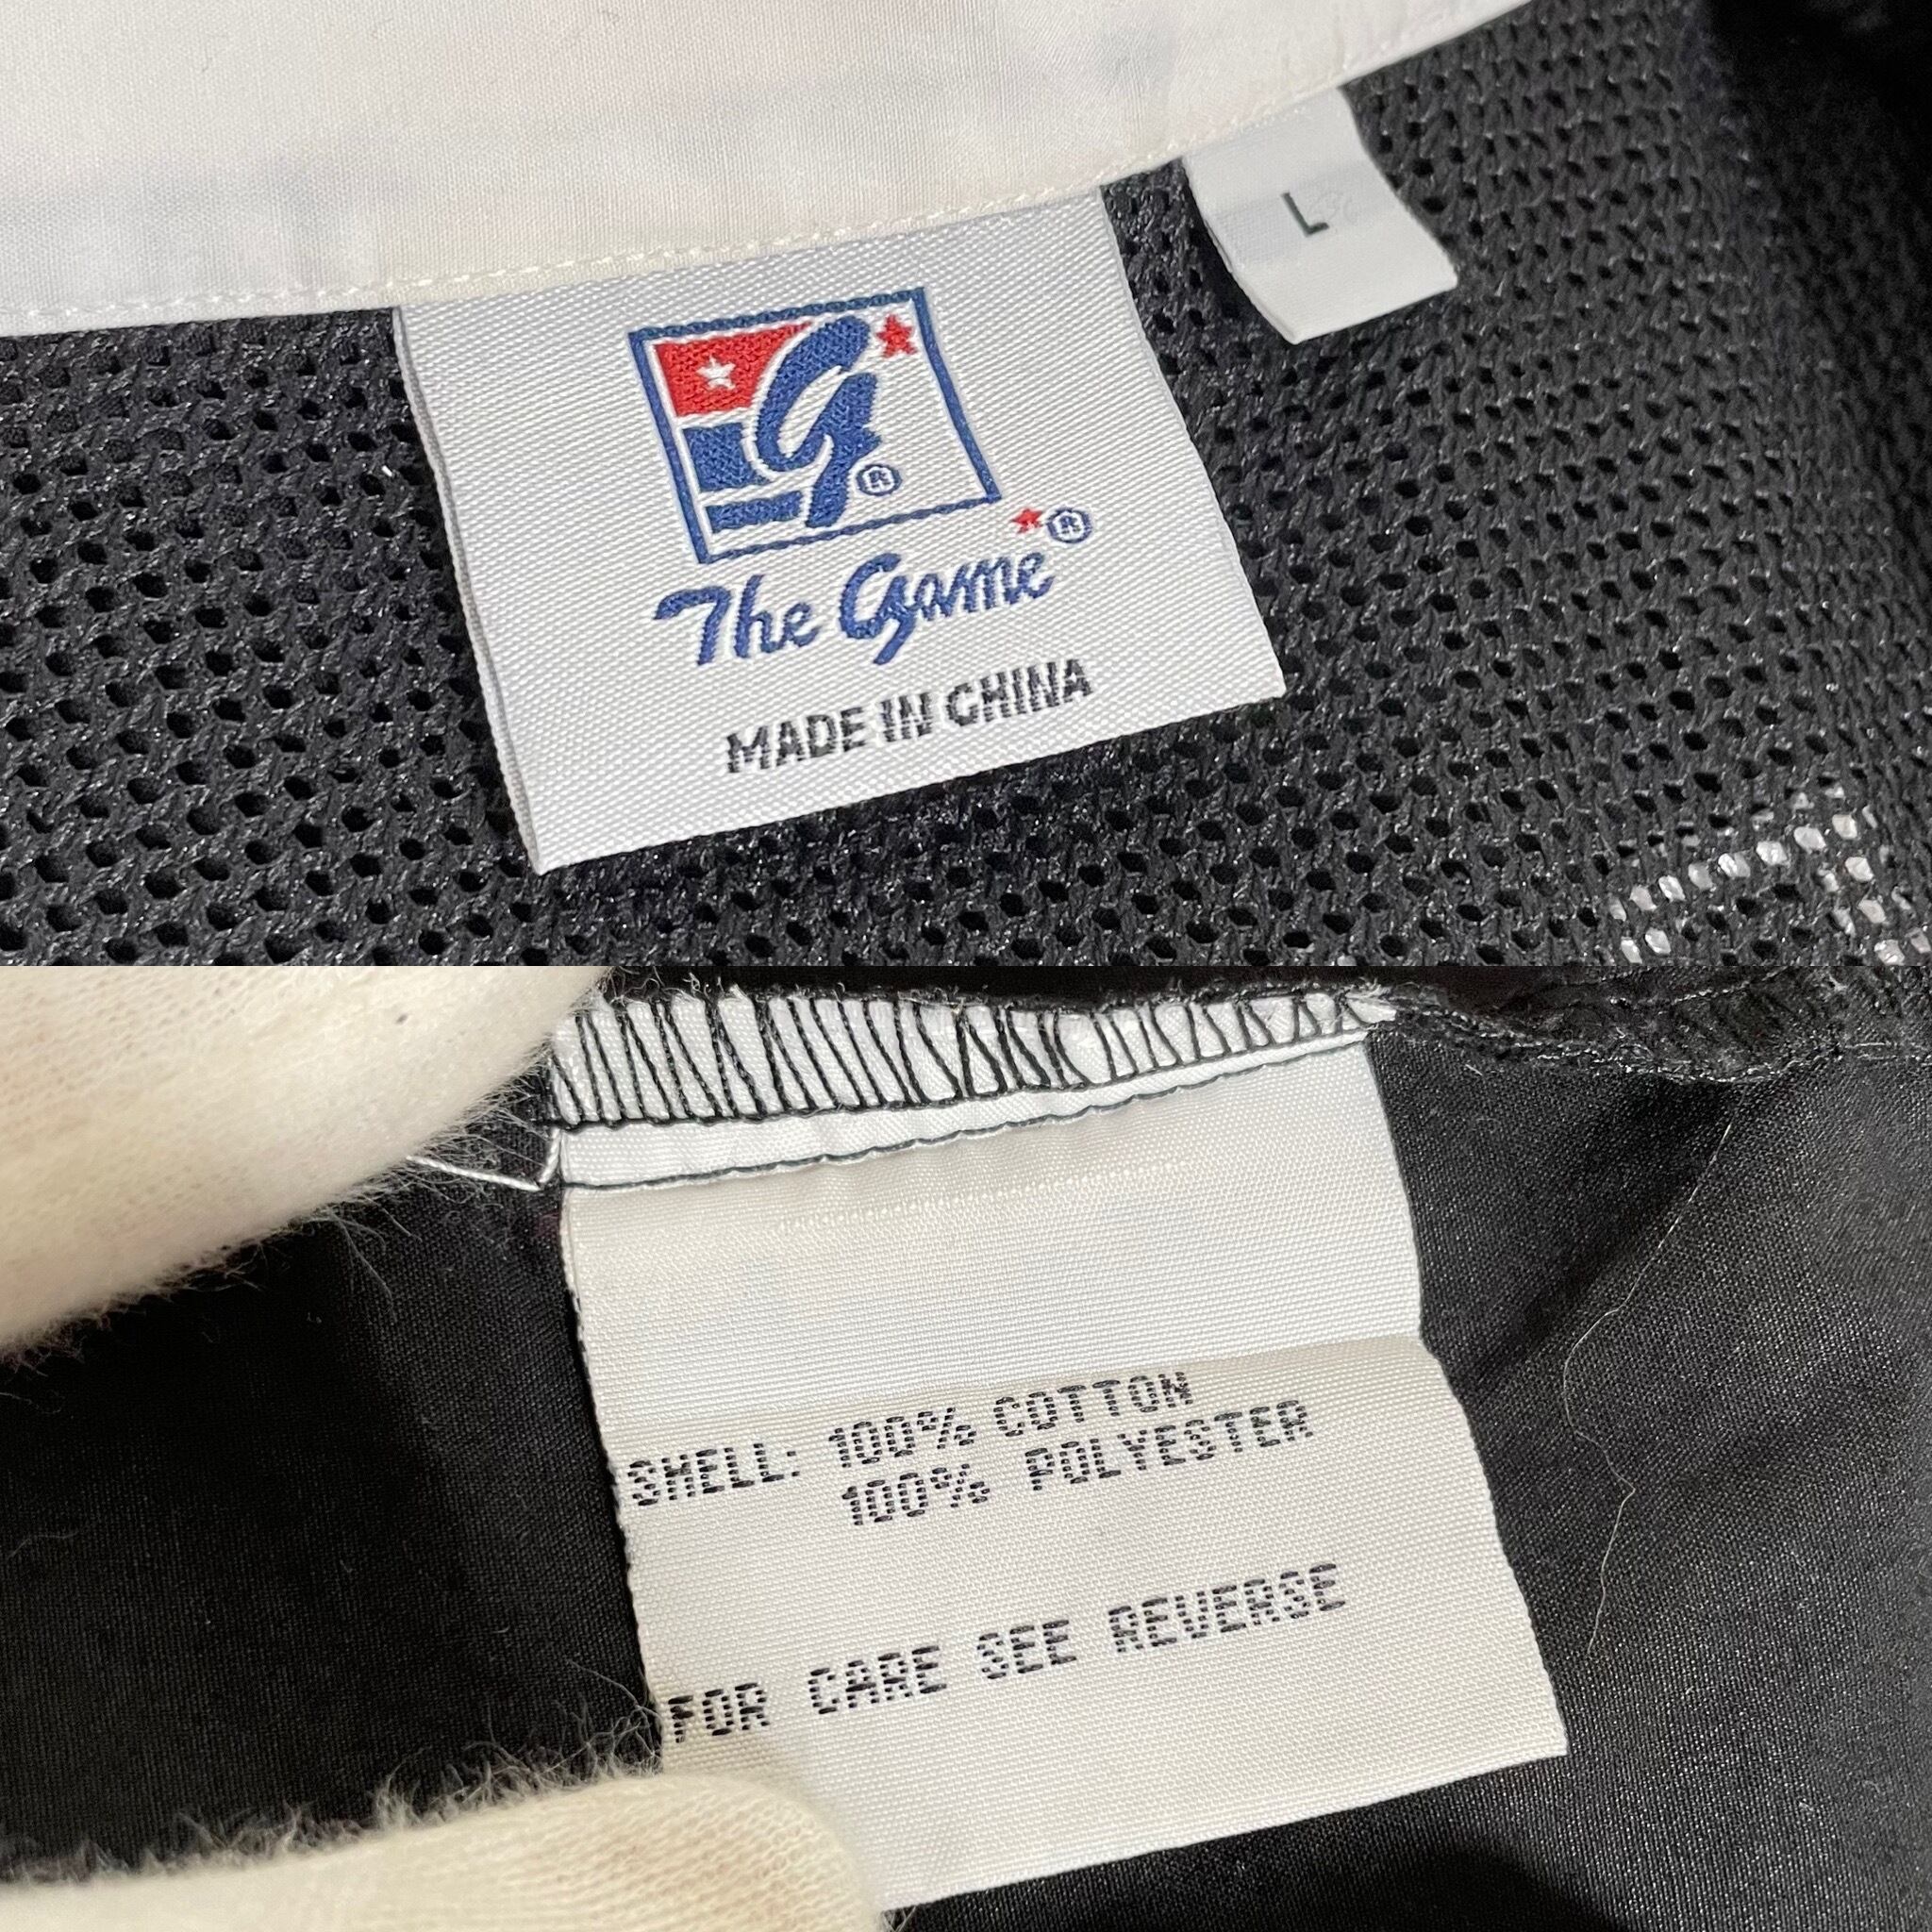 L
G ®
The Game ®
MADE IN CHINA
SHELL: 100% COTTON
100% POLYESTER
FOR CARE SEE REVERSE